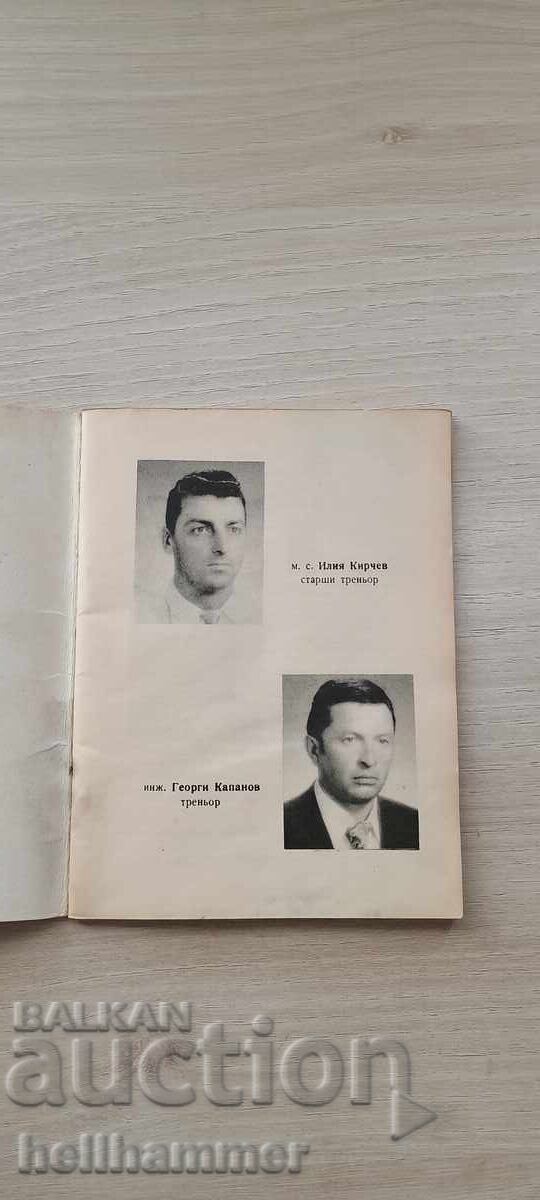 м. с. Илия Кирчев
старши треньор
инж. Георги Капанов
треньор
BALKAN
auction
hellhammer